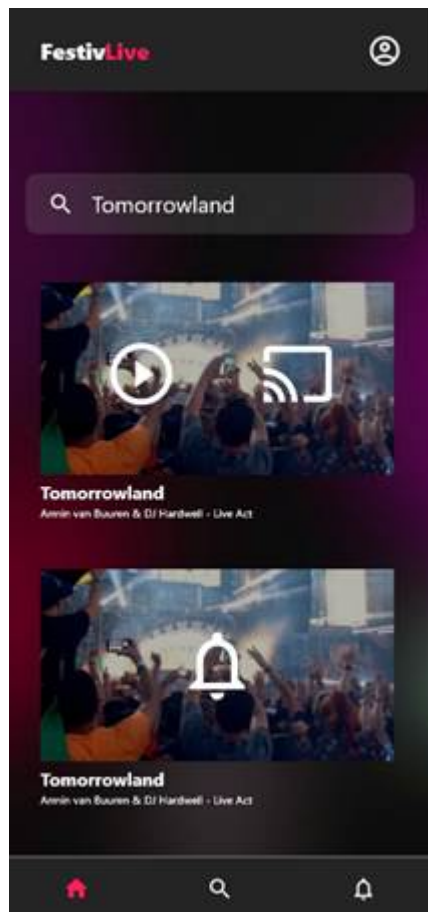 FestivLive
Tomorrowland
Tomorrowland
Armin van Buuren & DJ Hardwell - Live Act
Tomorrowland
Armin van Buuren & DJ Hardwell - Live Act